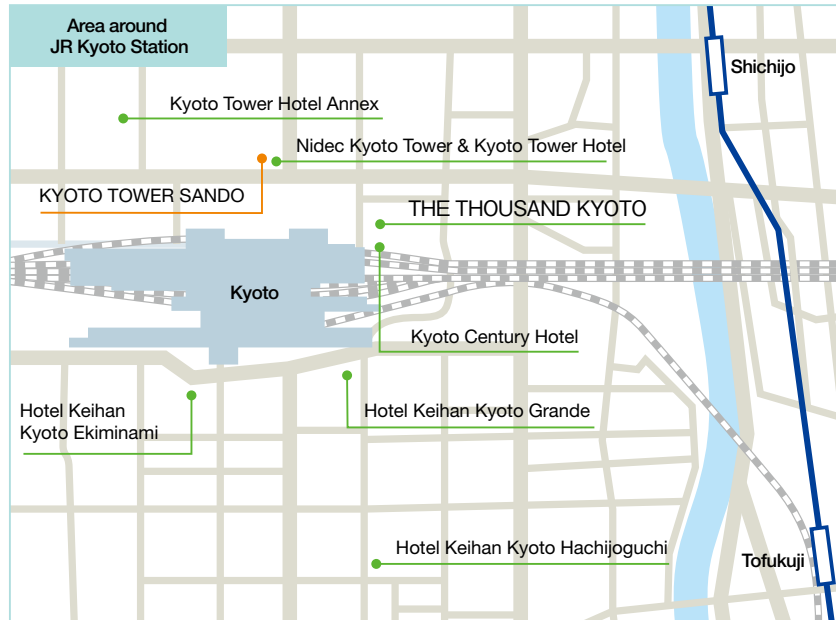 Area around
JR Kyoto Station
Shichijo
Kyoto Tower Hotel Annex
Nidec Kyoto Tower & Kyoto Tower Hotel
KYOTO TOWER SANDO
THE THOUSAND KYOTO
Kyoto
Kyoto Century Hotel
Hotel Keihan
Kyoto Ekiminami
Hotel Keihan Kyoto Grande
Hotel Keihan Kyoto Hachijoguchi
Tofukuji